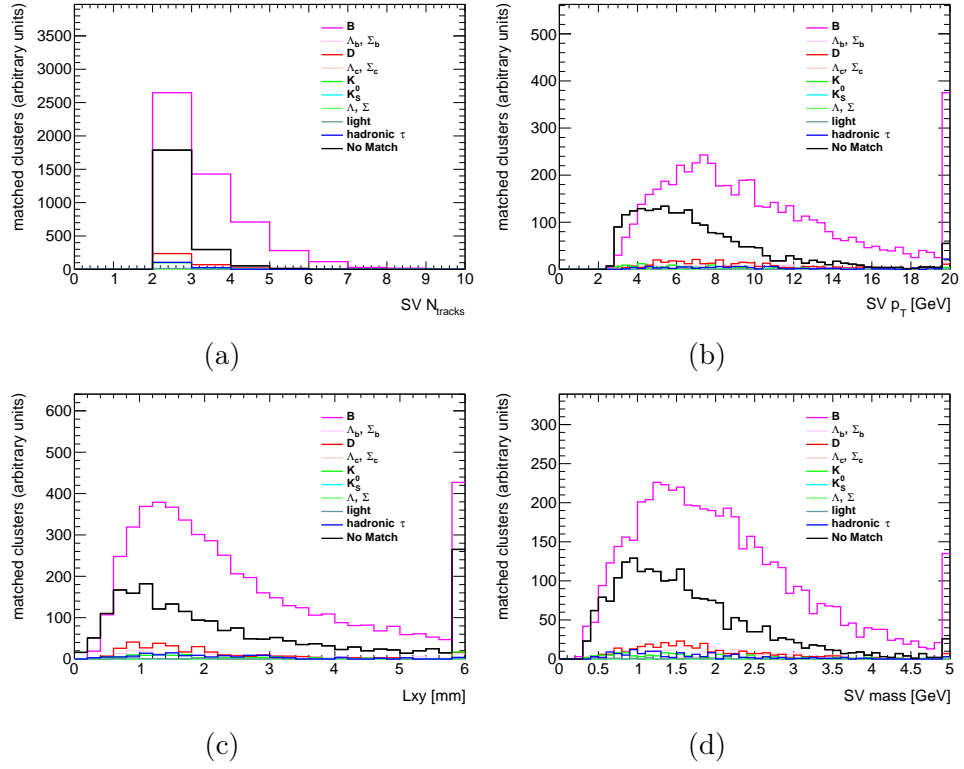 matched clusters (arbitrary units)
3500
3000
2500
2000
1500
1000
500
0
B
Λb, Σb
D
Λc, Σc
K
K⁰S
Λ, Σ
light
hadronic τ
No Match
0 1 2 3 4 5 6 7 8 9 10
SV Ntracks
(a)
matched clusters (arbitrary units)
500
400
300
200
100
0
B
Λb, Σb
D
Λc, Σc
K
K⁰S
Λ, Σ
light
hadronic τ
No Match
0 2 4 6 8 10 12 14 16 18 20
SV pT [GeV]
(b)
matched clusters (arbitrary units)
600
500
400
300
200
100
0
B
Λb, Σb
D
Λc, Σc
K
K⁰S
Λ, Σ
light
hadronic τ
No Match
0 1 2 3 4 5 6
Lxy [mm]
(c)
matched clusters (arbitrary units)
300
250
200
150
100
50
0
B
Λb, Σb
D
Λc, Σc
K
K⁰S
Λ, Σ
light
hadronic τ
No Match
0 0.5 1 1.5 2 2.5 3 3.5 4 4.5 5
SV mass [GeV]
(d)